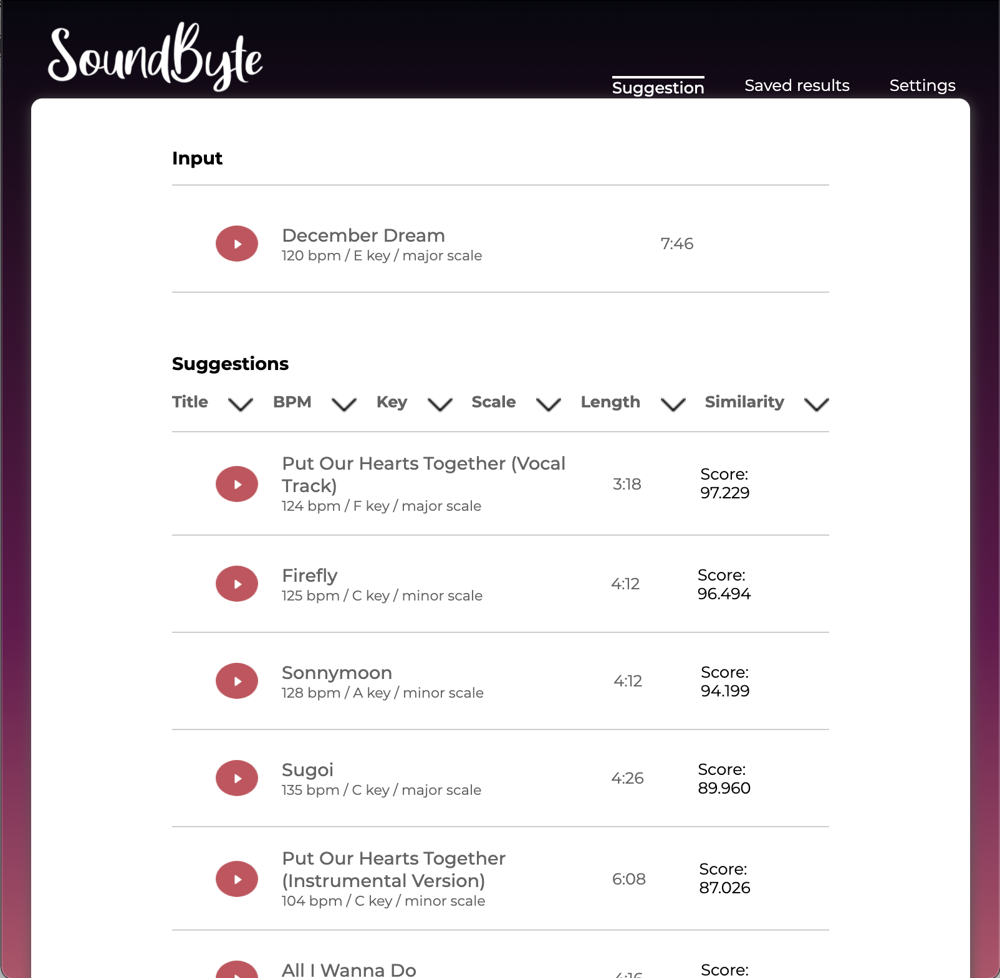 SoundByte
Suggestion Saved results Settings
Input
December Dream
120 bpm / E key / major scale
7:46
Suggestions
Title BPM Key Scale Length Similarity
Put Our Hearts Together (Vocal
Track)
124 bpm / F key / major scale
3:18
Score:
97.229
Firefly
125 bpm / C key / minor scale
4:12
Score:
96.494
Sonnymoon
128 bpm / A key / minor scale
4:12
Score:
94.199
Sugoi
135 bpm / C key / major scale
4:26
Score:
89.960
Put Our Hearts Together
(Instrumental Version)
104 bpm / C key / minor scale
6:08
Score:
87.026
All I Wanna Do
4:16
Score: